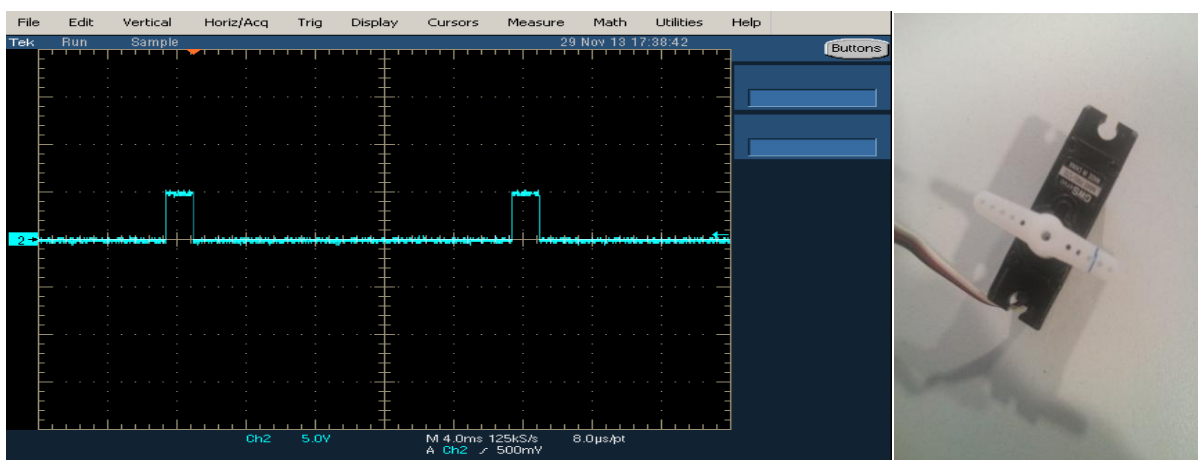 File Edit Vertical Horiz/Acq Trig Display Cursors Measure Math Utilities Help
Tek Run Sample 29 Nov 13 17:38:42
Buttons
2
Ch2 5.0V M 4.0ms 125kS/s 8.0µs/pt
A Ch2 ∕ 500mV
GWS